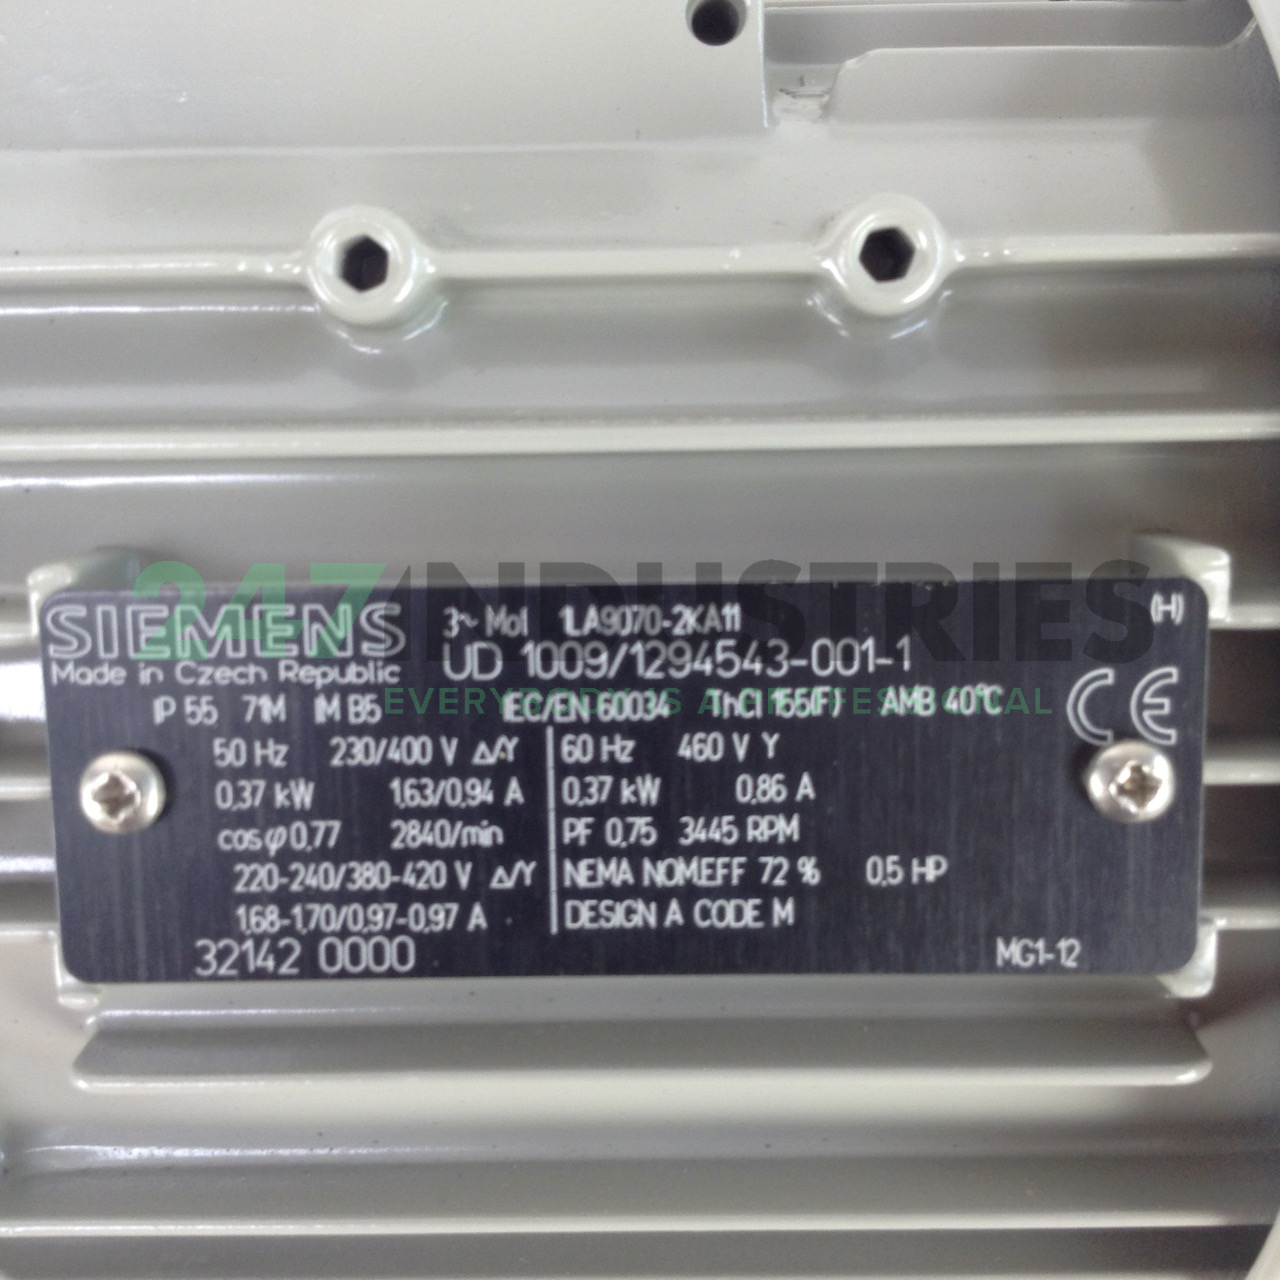 247 INDUSTRIES
EVERYBODY IS A PROFESSIONAL
SIEMENS 3~ Mot 1LA9070-2KA11 (H)
Made in Czech Republic UD 1009/1294543-001-1
IP 55 71M IM B5 IEC/EN 60034 Th.Cl 155(F) AMB 40°C CE
50 Hz 230/400 V Δ/Y 60 Hz 460 V Y
0,37 kW 1,63/0,94 A 0,37 kW 0,86 A
cosφ 0,77 2840/min PF 0,75 3445 RPM
220-240/380-420 V Δ/Y NEMA NOM.EFF 72 % 0,5 HP
1,68-1,70/0,97-0,97 A DESIGN A CODE M
32142 0000 MG1-12